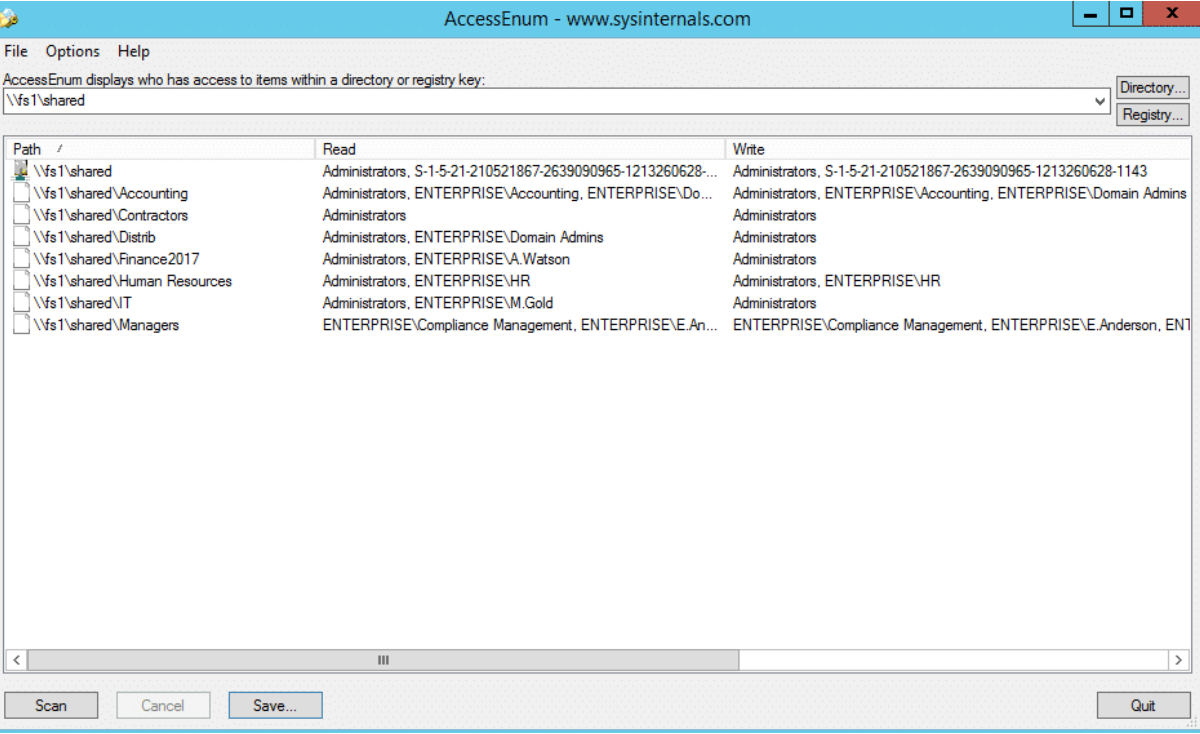 AccessEnum - www.sysinternals.com
File Options Help
AccessEnum displays who has access to items within a directory or registry key:
\\fs1\shared
Directory...
Registry...
Path Read Write
\\fs1\shared Administrators, S-1-5-21-210521867-2639090965-1213260628-... Administrators, S-1-5-21-210521867-2639090965-1213260628-1143
\\fs1\shared\Accounting Administrators, ENTERPRISE\Accounting, ENTERPRISE\Do... Administrators, ENTERPRISE\Accounting, ENTERPRISE\Domain Admins
\\fs1\shared\Contractors Administrators Administrators
\\fs1\shared\Distrib Administrators, ENTERPRISE\Domain Admins Administrators
\\fs1\shared\Finance2017 Administrators, ENTERPRISE\A.Watson Administrators
\\fs1\shared\Human Resources Administrators, ENTERPRISE\HR Administrators, ENTERPRISE\HR
\\fs1\shared\IT Administrators, ENTERPRISE\M.Gold Administrators
\\fs1\shared\Managers ENTERPRISE\Compliance Management, ENTERPRISE\E.An... ENTERPRISE\Compliance Management, ENTERPRISE\E.Anderson, ENT
Scan Cancel Save... Quit